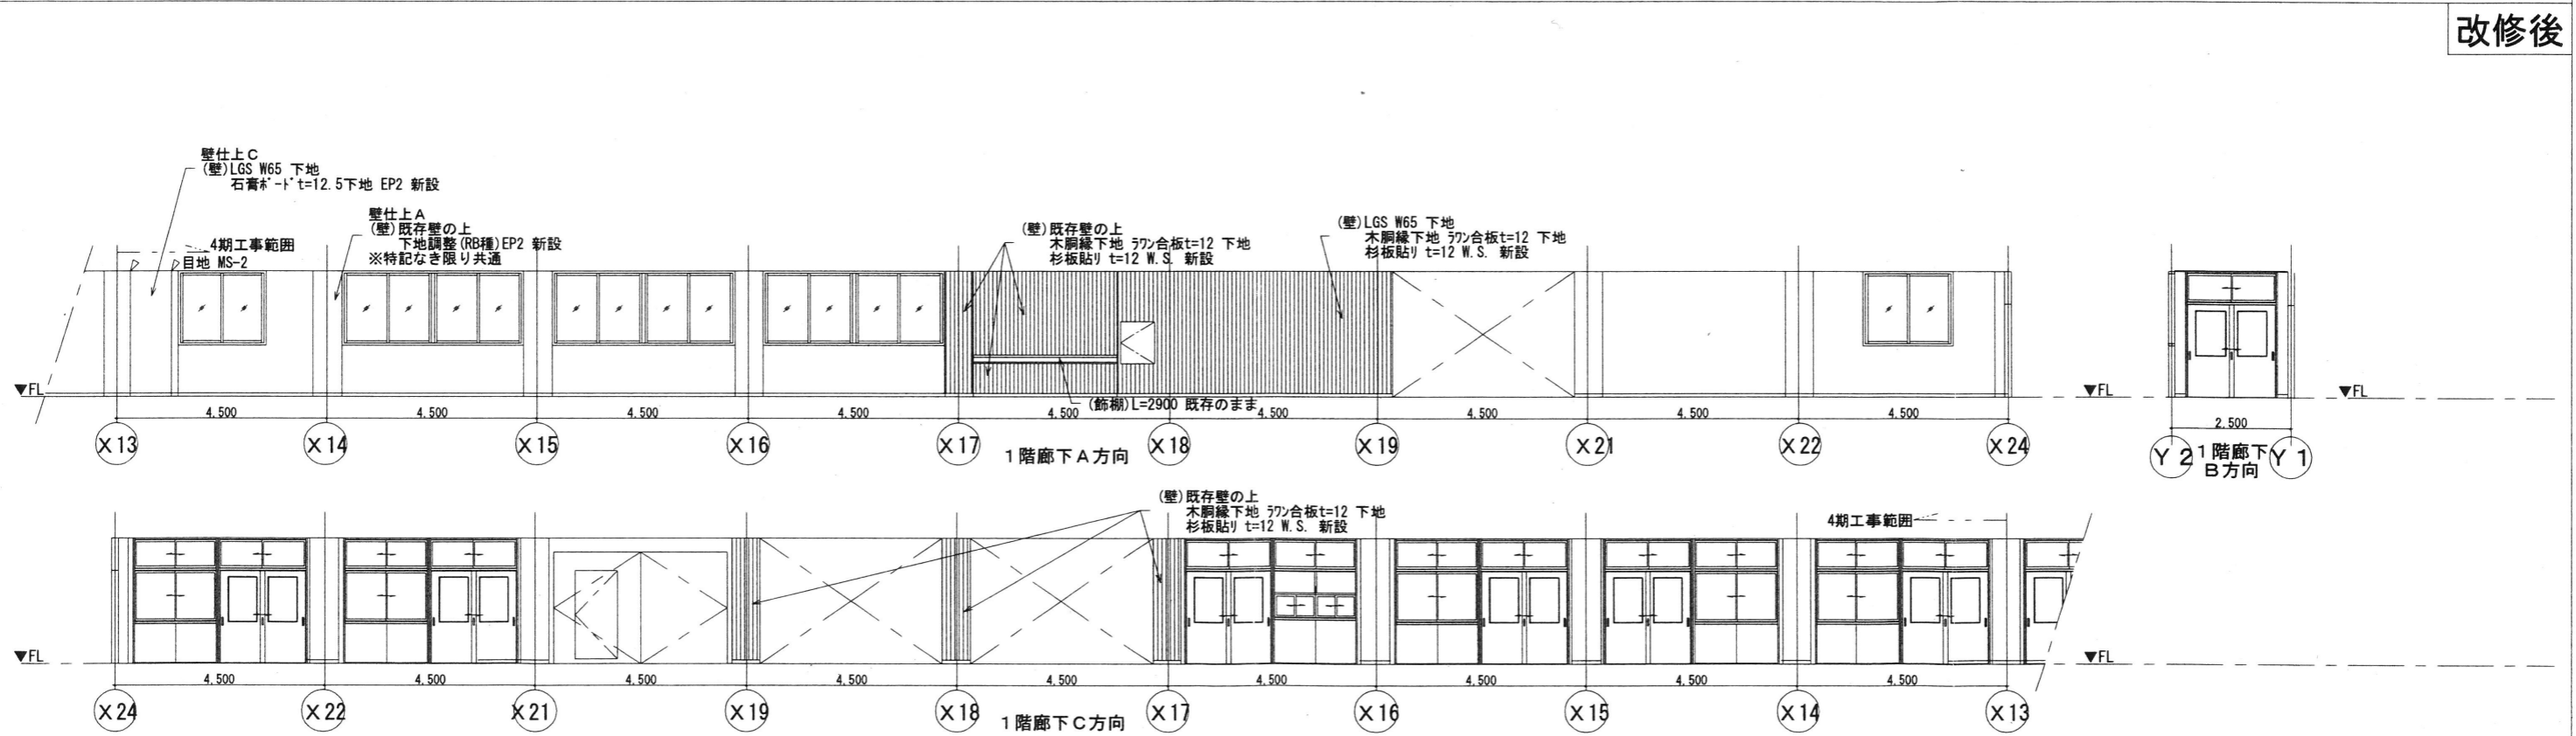 改修後
壁仕上C
(壁)LGS W65 下地
石膏ﾎﾞｰﾄﾞt=12.5下地 EP2 新設
壁仕上A
(壁)既存壁の上
下地調整(RB種)EP2 新設
※特記なき限り共通
4期工事範囲
目地 MS-2
(壁)既存壁の上
木胴縁下地 ﾗﾜﾝ合板t=12 下地
杉板貼り t=12 W.S. 新設
(壁)LGS W65 下地
木胴縁下地 ﾗﾜﾝ合板t=12 下地
杉板貼り t=12 W.S. 新設
▼FL ▼FL ▼FL
(飾棚)L=2900 既存のまま
4,500 4,500 4,500 4,500 4,500 4,500 4,500 4,500 4,500 2,500
X13 X14 X15 X16 X17 X18 X19 X21 X22 X24 Y2 Y1
1階廊下A方向
1階廊下
B方向
(壁)既存壁の上
木胴縁下地 ﾗﾜﾝ合板t=12 下地
杉板貼り t=12 W.S. 新設
4期工事範囲
▼FL ▼FL
4,500 4,500 4,500 4,500 4,500 4,500 4,500 4,500 4,500
X24 X22 X21 X19 X18 X17 X16 X15 X14 X13
1階廊下C方向